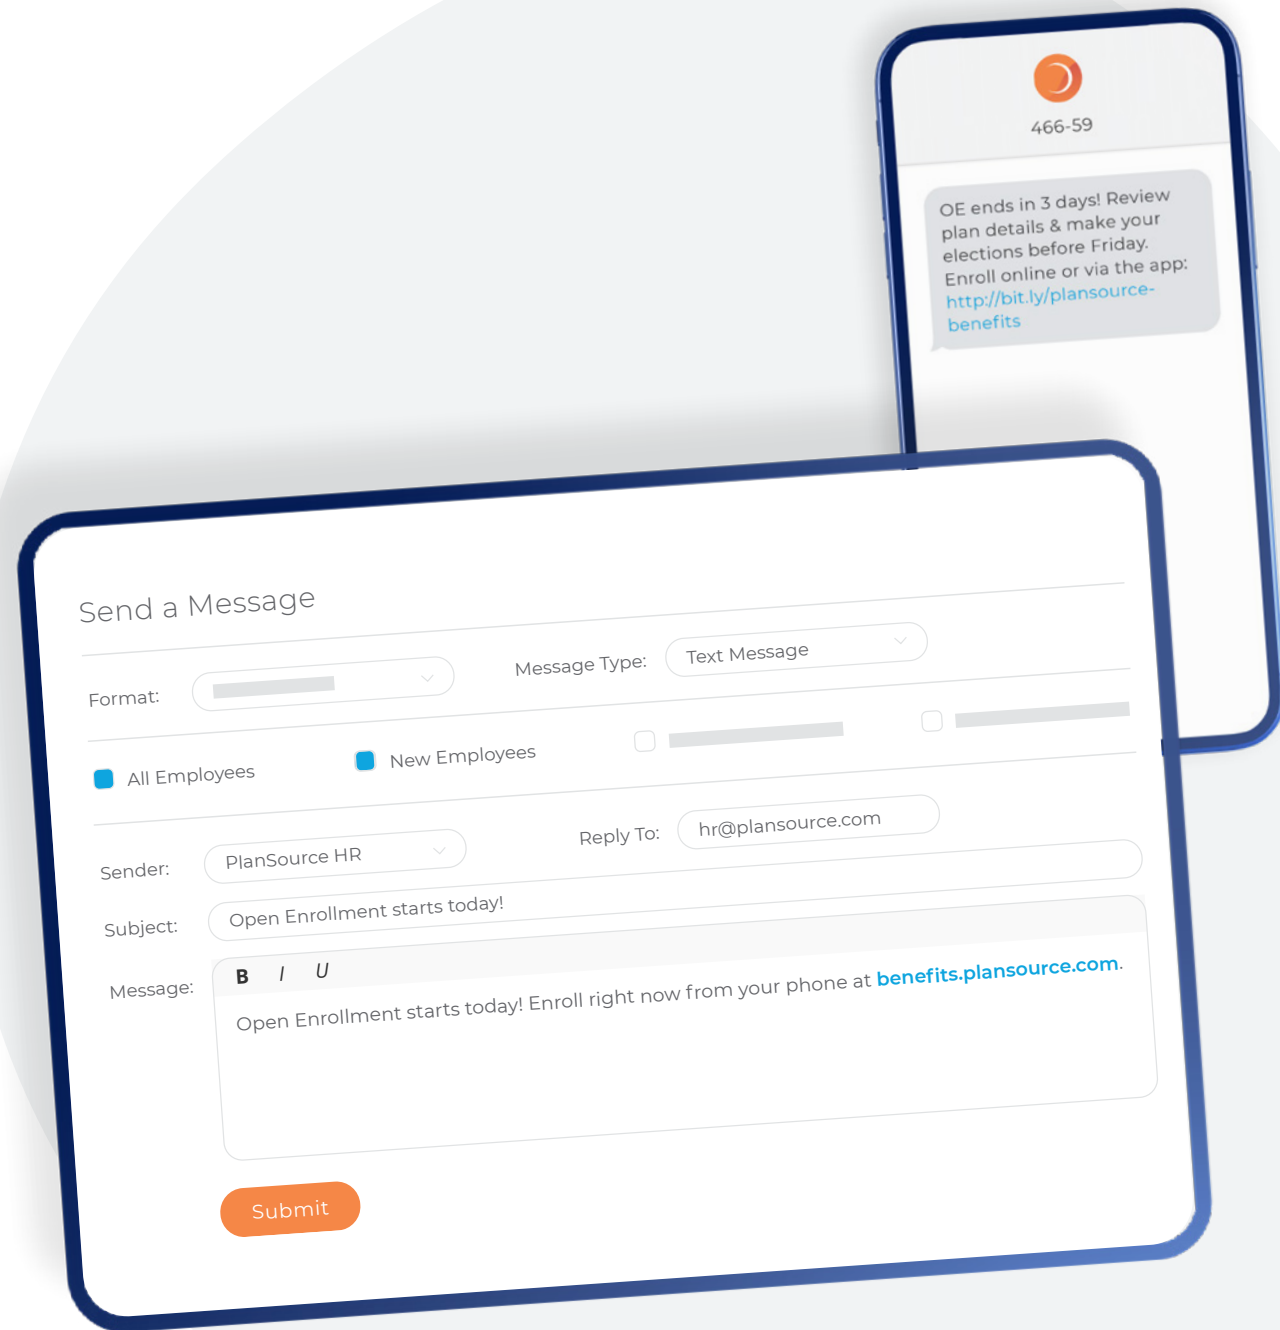 466-59
OE ends in 3 days! Review
plan details & make your
elections before Friday.
Enroll online or via the app:
http://bit.ly/plansource-
benefits
Send a Message
Format:
Message Type: Text Message
All Employees
New Employees
Sender: PlanSource HR
Reply To: hr@plansource.com
Subject: Open Enrollment starts today!
Message:
B I U
Open Enrollment starts today! Enroll right now from your phone at benefits.plansource.com.
Submit